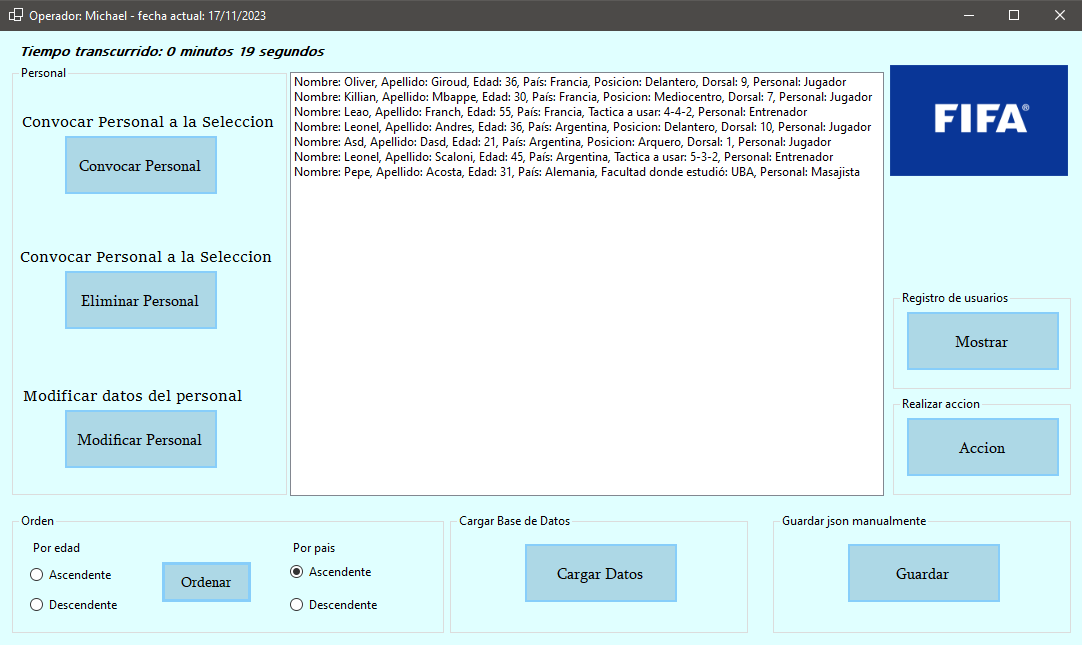 Operador: Michael - fecha actual: 17/11/2023
Tiempo transcurrido: 0 minutos 19 segundos
Personal
Convocar Personal a la Seleccion
Convocar Personal
Convocar Personal a la Seleccion
Eliminar Personal
Modificar datos del personal
Modificar Personal
Nombre: Oliver, Apellido: Giroud, Edad: 36, País: Francia, Posicion: Delantero, Dorsal: 9, Personal: Jugador
Nombre: Killian, Apellido: Mbappe, Edad: 30, País: Francia, Posicion: Mediocentro, Dorsal: 7, Personal: Jugador
Nombre: Leao, Apellido: Franch, Edad: 55, País: Francia, Tactica a usar: 4-4-2, Personal: Entrenador
Nombre: Leonel, Apellido: Andres, Edad: 36, País: Argentina, Posicion: Delantero, Dorsal: 10, Personal: Jugador
Nombre: Asd, Apellido: Dasd, Edad: 21, País: Argentina, Posicion: Arquero, Dorsal: 1, Personal: Jugador
Nombre: Leonel, Apellido: Scaloni, Edad: 45, País: Argentina, Tactica a usar: 5-3-2, Personal: Entrenador
Nombre: Pepe, Apellido: Acosta, Edad: 31, País: Alemania, Facultad donde estudió: UBA, Personal: Masajista
FIFA®
Registro de usuarios
Mostrar
Realizar accion
Accion
Orden
Por edad
Ascendente
Descendente
Ordenar
Por pais
Ascendente
Descendente
Cargar Base de Datos
Cargar Datos
Guardar json manualmente
Guardar